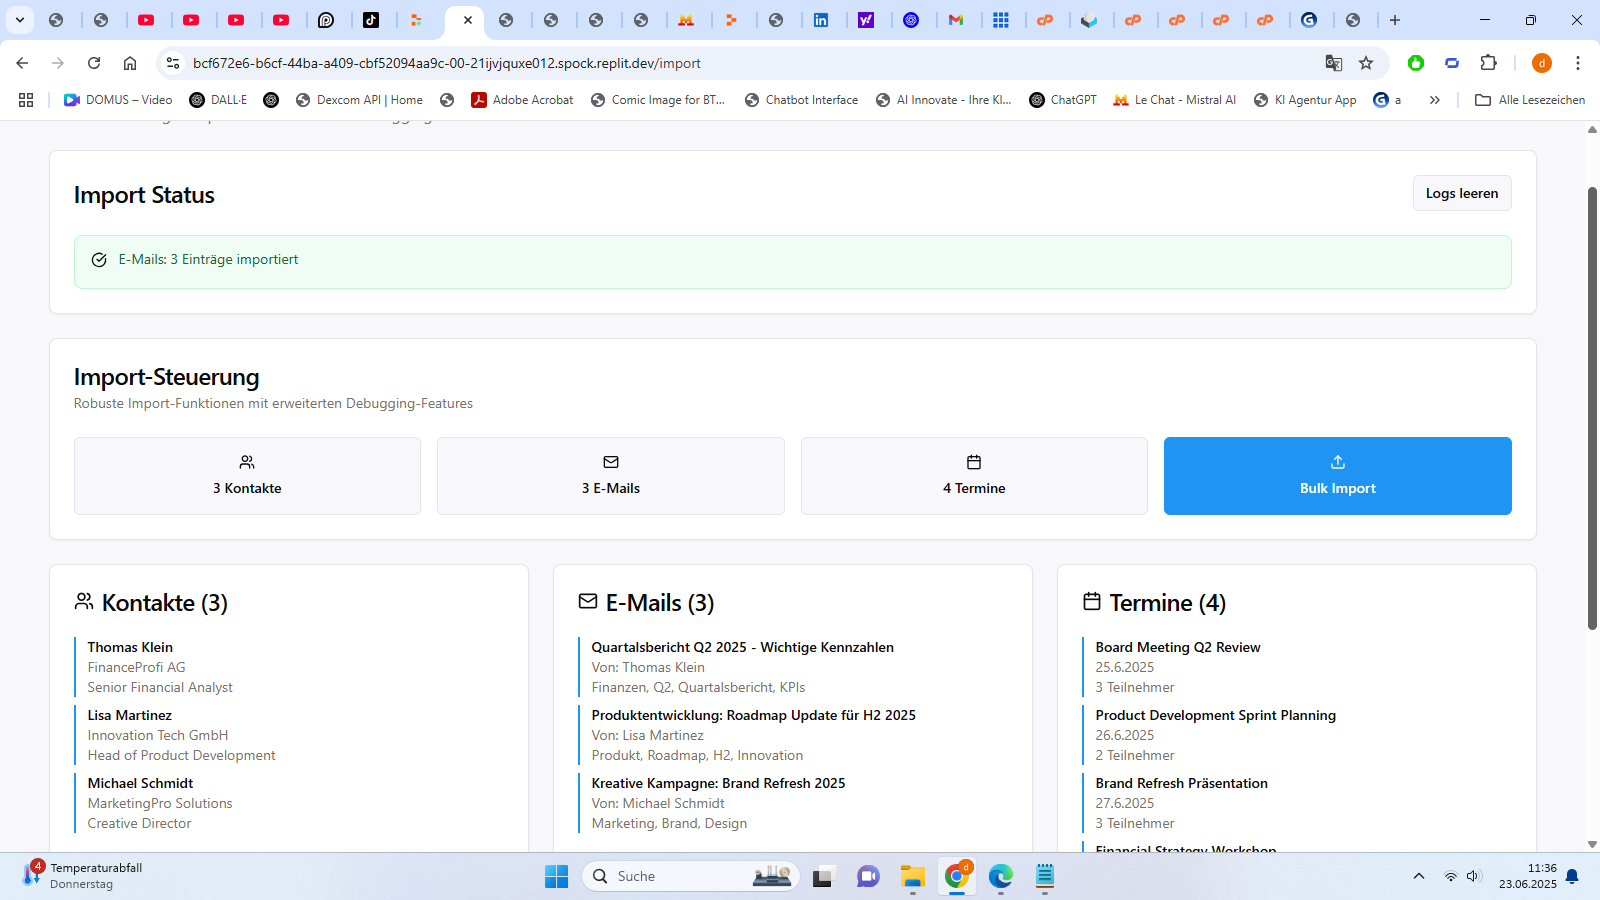 bcf672e6-b6cf-44ba-a409-cbf52094aa9c-00-21ijvjquxe012.spock.replit.dev/import
d
DOMUS – Video
DALL·E
Dexcom API | Home
Adobe Acrobat
Comic Image for BT...
Chatbot Interface
AI Innovate - Ihre KI...
ChatGPT
Le Chat - Mistral AI
KI Agentur App
a
Alle Lesezeichen
Import Status
Logs leeren
E-Mails: 3 Einträge importiert
Import-Steuerung
Robuste Import-Funktionen mit erweiterten Debugging-Features
3 Kontakte
3 E-Mails
4 Termine
Bulk Import
Kontakte (3)
Thomas Klein
FinanceProfi AG
Senior Financial Analyst
Lisa Martinez
Innovation Tech GmbH
Head of Product Development
Michael Schmidt
MarketingPro Solutions
Creative Director
E-Mails (3)
Quartalsbericht Q2 2025 - Wichtige Kennzahlen
Von: Thomas Klein
Finanzen, Q2, Quartalsbericht, KPIs
Produktentwicklung: Roadmap Update für H2 2025
Von: Lisa Martinez
Produkt, Roadmap, H2, Innovation
Kreative Kampagne: Brand Refresh 2025
Von: Michael Schmidt
Marketing, Brand, Design
Termine (4)
Board Meeting Q2 Review
25.6.2025
3 Teilnehmer
Product Development Sprint Planning
26.6.2025
2 Teilnehmer
Brand Refresh Präsentation
27.6.2025
3 Teilnehmer
Financial Strategy Workshop
4
Temperaturabfall
Donnerstag
Suche
11:36
23.06.2025